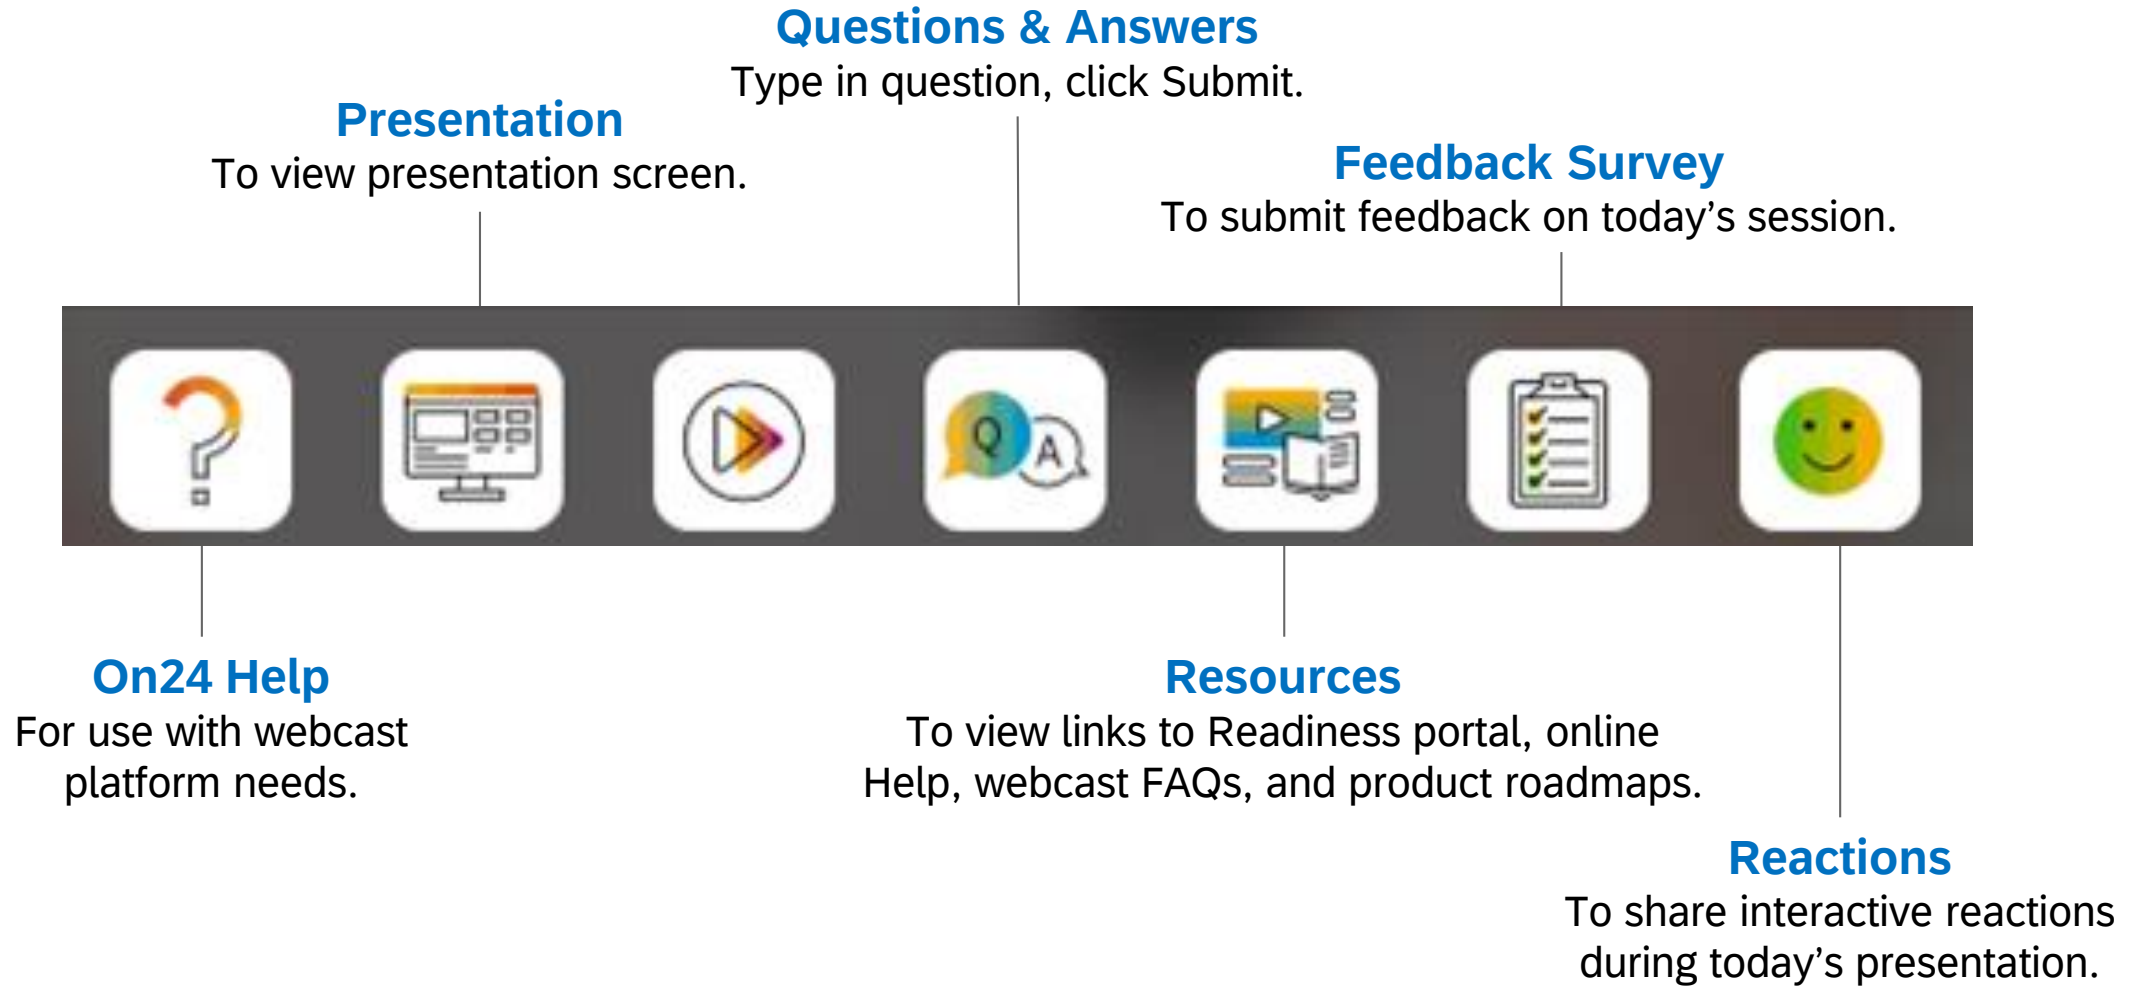 Questions & Answers
Type in question, click Submit.
Presentation
To view presentation screen.
Feedback Survey
To submit feedback on today’s session.
Q
A
On24 Help
For use with webcast
platform needs.
Resources
To view links to Readiness portal, online
Help, webcast FAQs, and product roadmaps.
Reactions
To share interactive reactions
during today’s presentation.